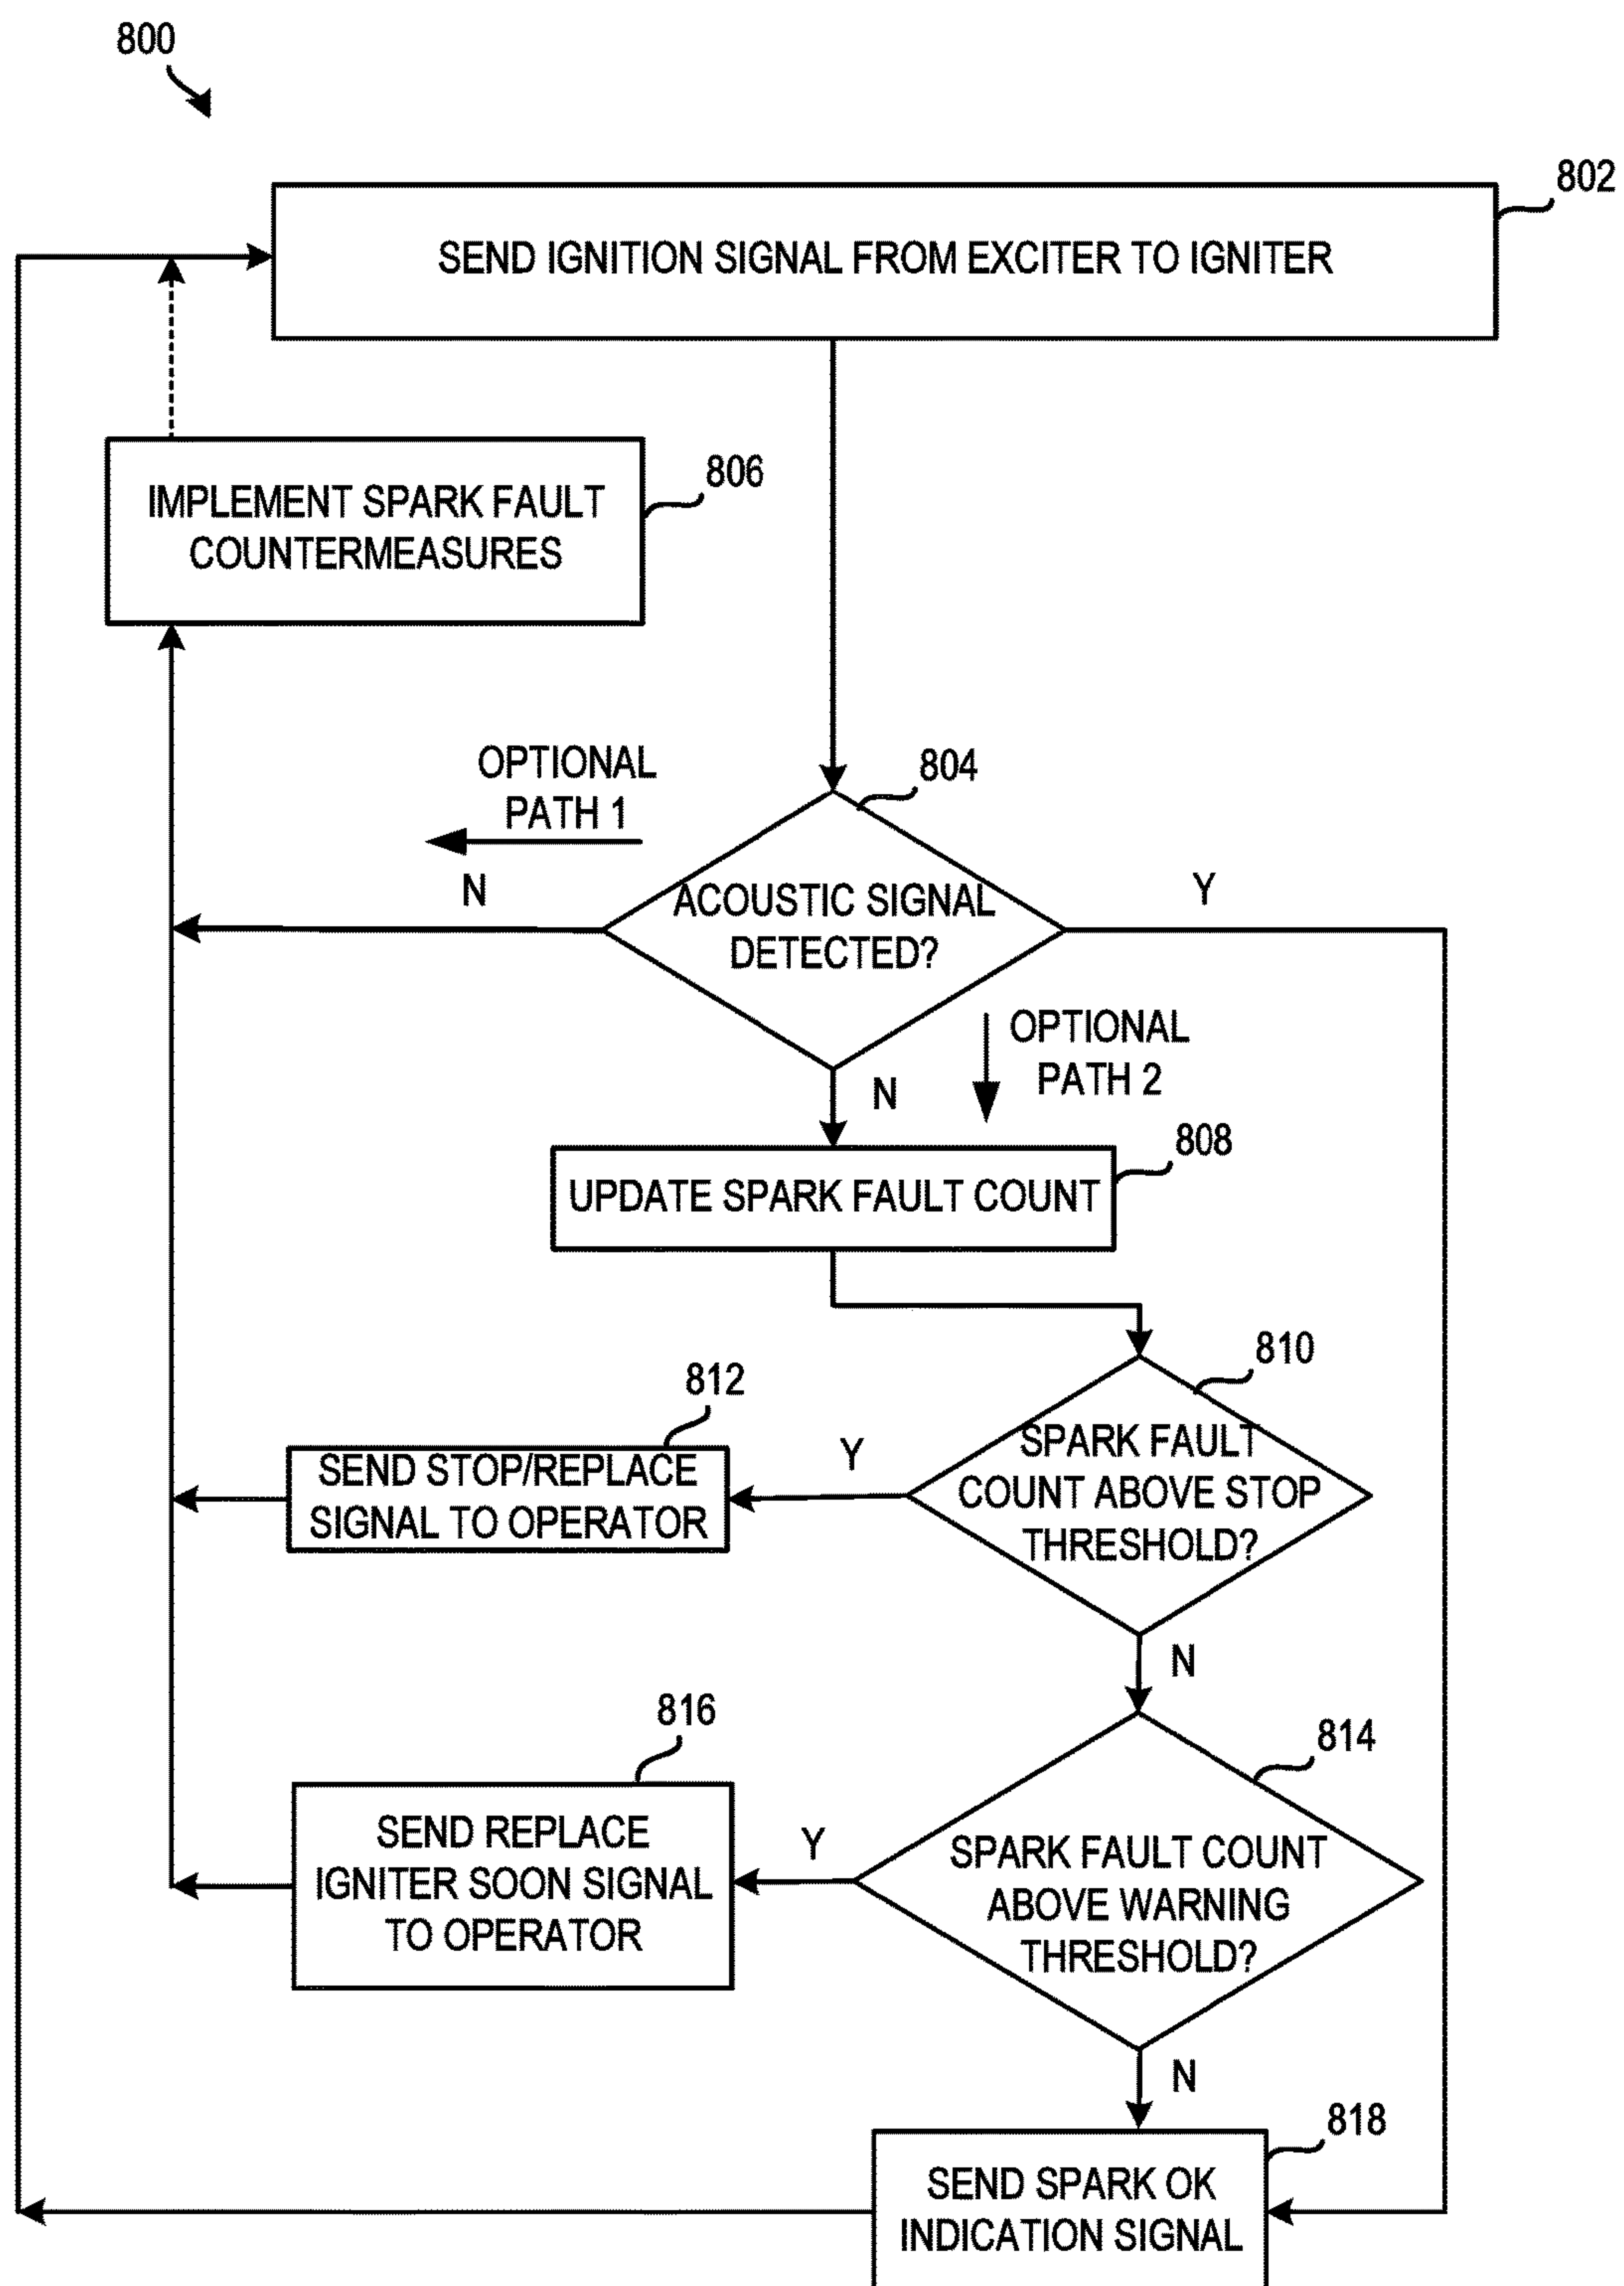 800
802
SEND IGNITION SIGNAL FROM EXCITER TO IGNITER
806
IMPLEMENT SPARK FAULT
COUNTERMEASURES
OPTIONAL
PATH 1
804
N
Y
ACOUSTIC SIGNAL
DETECTED?
OPTIONAL
PATH 2
N
808
UPDATE SPARK FAULT COUNT
810
812
SPARK FAULT
COUNT ABOVE STOP
THRESHOLD?
Y
SEND STOP/REPLACE
SIGNAL TO OPERATOR
N
816
814
SEND REPLACE
IGNITER SOON SIGNAL
TO OPERATOR
Y
SPARK FAULT COUNT
ABOVE WARNING
THRESHOLD?
N
818
SEND SPARK OK
INDICATION SIGNAL